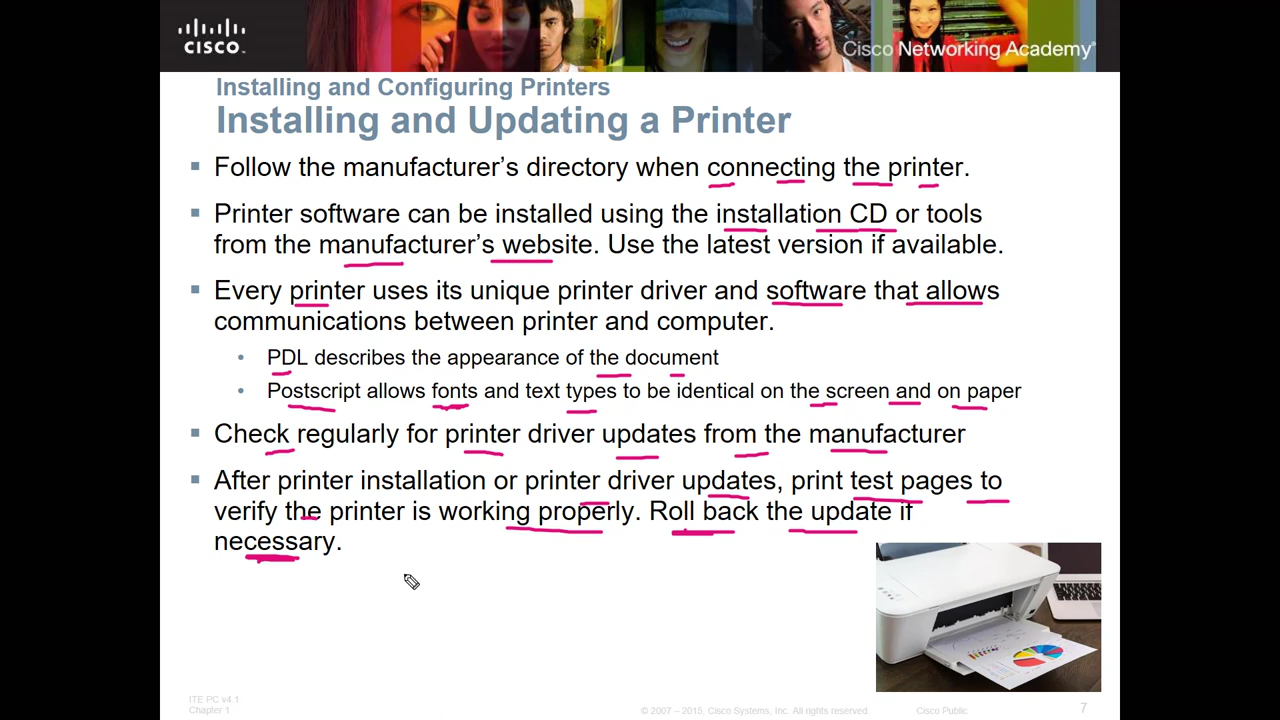 CISCO
Cisco Networking Academy®
Installing and Configuring Printers
Installing and Updating a Printer
Follow the manufacturer’s directory when connecting the printer.
Printer software can be installed using the installation CD or tools
from the manufacturer’s website. Use the latest version if available.
Every printer uses its unique printer driver and software that allows
communications between printer and computer.
PDL describes the appearance of the document
Postscript allows fonts and text types to be identical on the screen and on paper
Check regularly for printer driver updates from the manufacturer
After printer installation or printer driver updates, print test pages to
verify the printer is working properly. Roll back the update if
necessary.
ITE PC v4.1
Chapter 1
© 2007 – 2015, Cisco Systems, Inc. All rights reserved.
Cisco Public
7